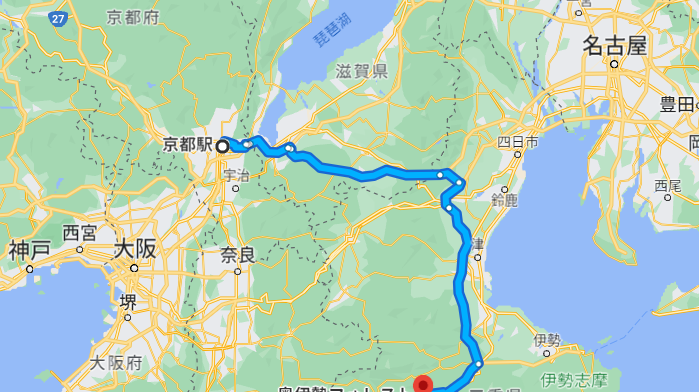 27
京都府
琵琶湖
名古屋
滋賀県
豊田
京都駅
四日市
宇治
鈴鹿
西尾
西宮
神戸
大阪
奈良
津
堺
伊勢
大阪府
伊勢志摩